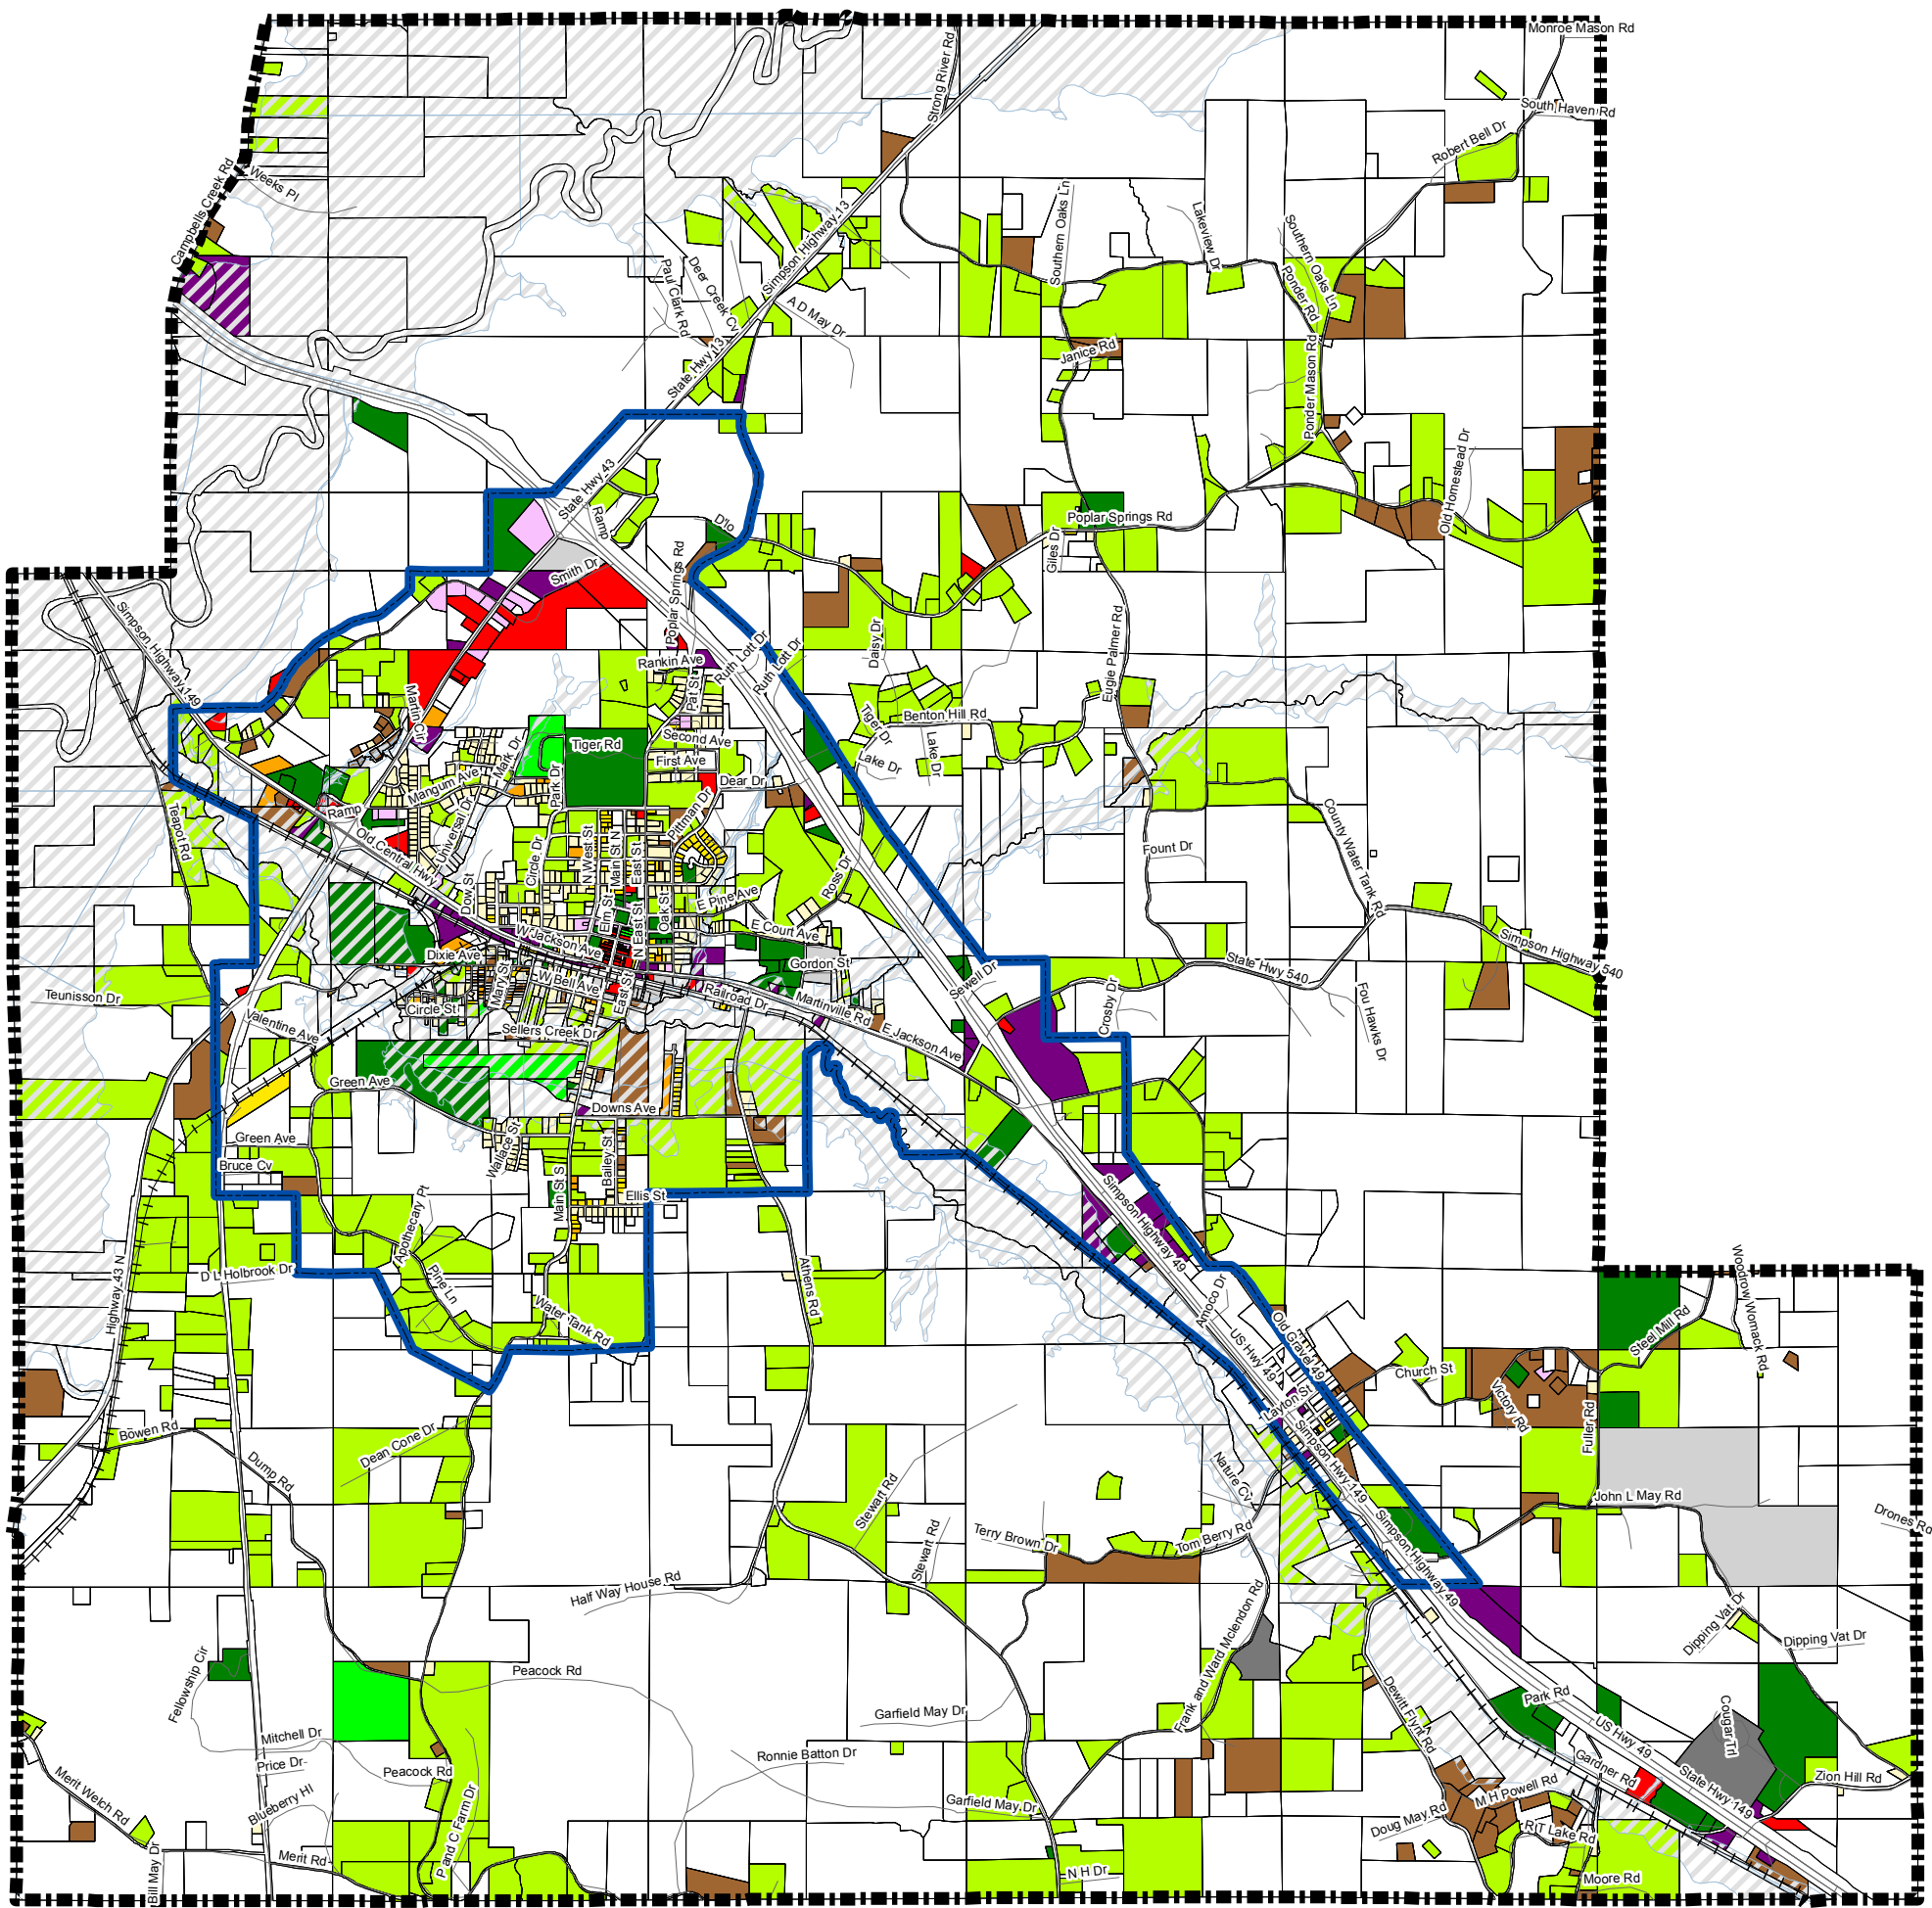 Monroe Mason Rd
Strong River Rd
South Haven Rd
Robert Bell Dr
Campbells Creek Rd
Weeks Pl
Simpson Highway 13
Southern Oaks Ln
Lakeview Dr
Southern Oaks Ln
Ponder Rd
Paul Clark Rd
Deer Creek Cv
A D May Dr
State Hwy 13
Janice Rd
Ponder Mason Rd
State Hwy 43
Ramp
D'lo
Poplar Springs Rd
Giles Dr
Old Homestead Dr
Smith Dr
Poplar Springs Rd
Simpson Highway 149
Rankin Ave
Ruth Lott Dr
Ruth Lott Dr
Daisy Dr
Eugie Palmer Rd
Martin Cir
Patt St
Tiger Dr
Benton Hill Rd
Tiger Rd
Second Ave
First Ave
Lake Dr
Lake Dr
Mark Dr
Mangum Ave
Park Dr
Dear Dr
Teapot Rd
Ramp
Old Central Hwy
Universal Dr
Pittman Dr
County Water Tank Rd
Circle Dr
N West St
Main St N
East St
Fount Dr
Ross Dr
Dow St
Elm St
Oak St
E Pine Ave
W Jackson Ave
N East St
E Court Ave
Simpson Highway 540
Dixie Ave
Gordon St
State Hwy 540
Teunisson Dr
Mary St
W Bell Ave
East St
Railroad Dr
Sewell Dr
Crosby Dr
Fou Hawks Dr
Valentine Ave
Circle St
Martinville Rd
Sellers Creek Dr
E Jackson Ave
Green Ave
Downs Ave
Green Ave
Wallace St
Bailey St
Bruce Cv
Apothecary Pt
Main St S
Ellis St
Simpson Highway 49
Highway 43 N
D L Holbrook Dr
Pine Ln
Water Tank Rd
Athens Rd
Amoco Dr
Woodrow Womack Rd
Old Gravel 49
US Hwy 49
Steel Mill Rd
Church St
Layton St
Victory Rd
Fuller Rd
Bowen Rd
Dump Rd
Dean Cone Dr
Simpson Hwy 149
Nature Cv
Stewart Rd
John L May Rd
Drones Rd
Stewart Rd
Terry Brown Dr
Tom Berry Rd
Simpson Highway 49
Half Way House Rd
Frank and Ward Mclendon Rd
Dipping Vat Dr
Dipping Vat Dr
Fellowship Cir
Peacock Rd
Dewitt Flynt Rd
Park Rd
Garfield May Dr
US Hwy 49
Cougar Trl
Mitchell Dr
Price Dr
Ronnie Batton Dr
Peacock Rd
Gardner Rd
State Hwy 149
Zion Hill Rd
Merit Welch Rd
Blueberry Hl
P and C Farm Dr
Garfield May Dr
M H Powell Rd
Doug May Rd
R T Lake Rd
Merit Rd
Bill May Dr
N H Dr
Moore Rd